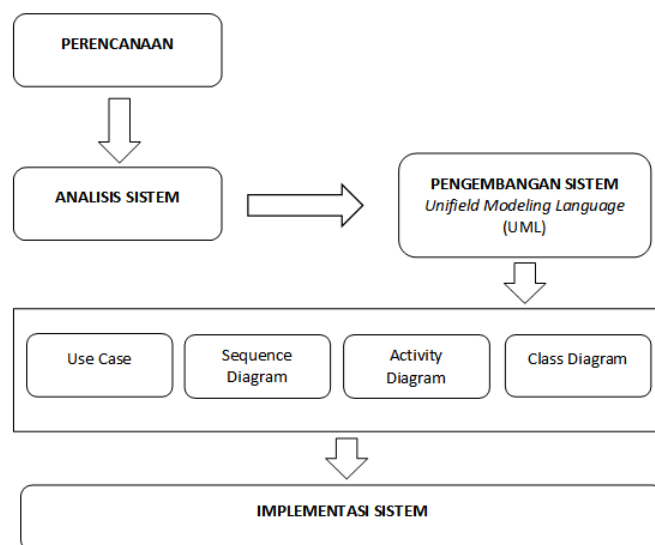 PERENCANAAN
ANALISIS SISTEM
PENGEMBANGAN SISTEM
Unifield Modeling Language
(UML)
Use Case
Sequence
Diagram
Activity
Diagram
Class Diagram
IMPLEMENTASI SISTEM